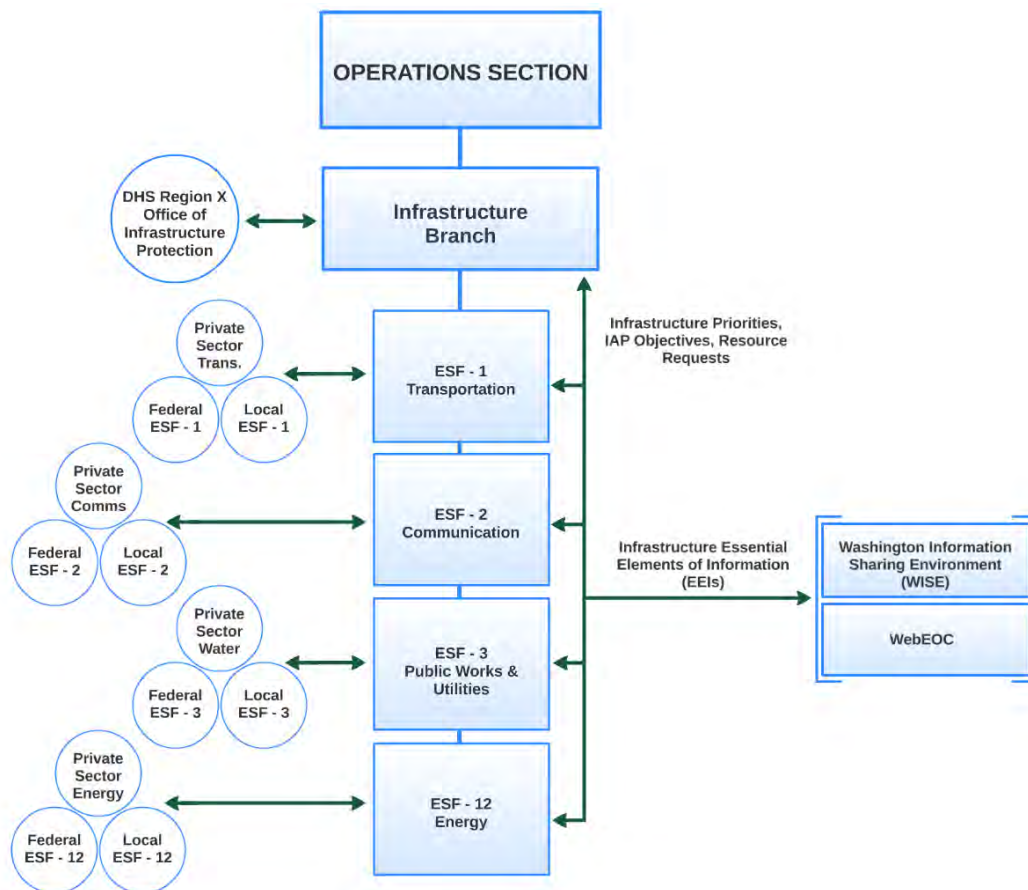 OPERATIONS SECTION
DHS Region X
Office of
Infrastructure
Protection
Infrastructure
Branch
Infrastructure Priorities,
IAP Objectives, Resource
Requests
Private
Sector
Trans.
Federal
ESF - 1
Local
ESF - 1
ESF - 1
Transportation
Private
Sector
Comms
Federal
ESF - 2
Local
ESF - 2
ESF - 2
Communication
Infrastructure Essential
Elements of Information
(EEIs)
Washington Information
Sharing Environment
(WISE)
WebEOC
Private
Sector
Water
Federal
ESF - 3
Local
ESF - 3
ESF - 3
Public Works &
Utilities
Private
Sector
Energy
Federal
ESF - 12
Local
ESF - 12
ESF - 12
Energy